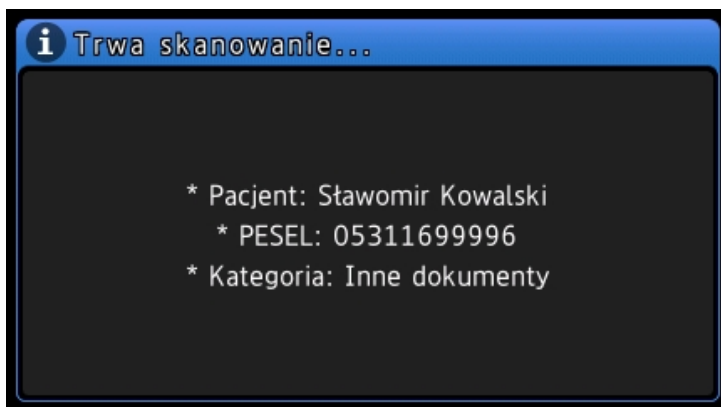 Trwa skanowanie...
* Pacjent: Sławomir Kowalski
* PESEL: 05311699996
* Kategoria: Inne dokumenty